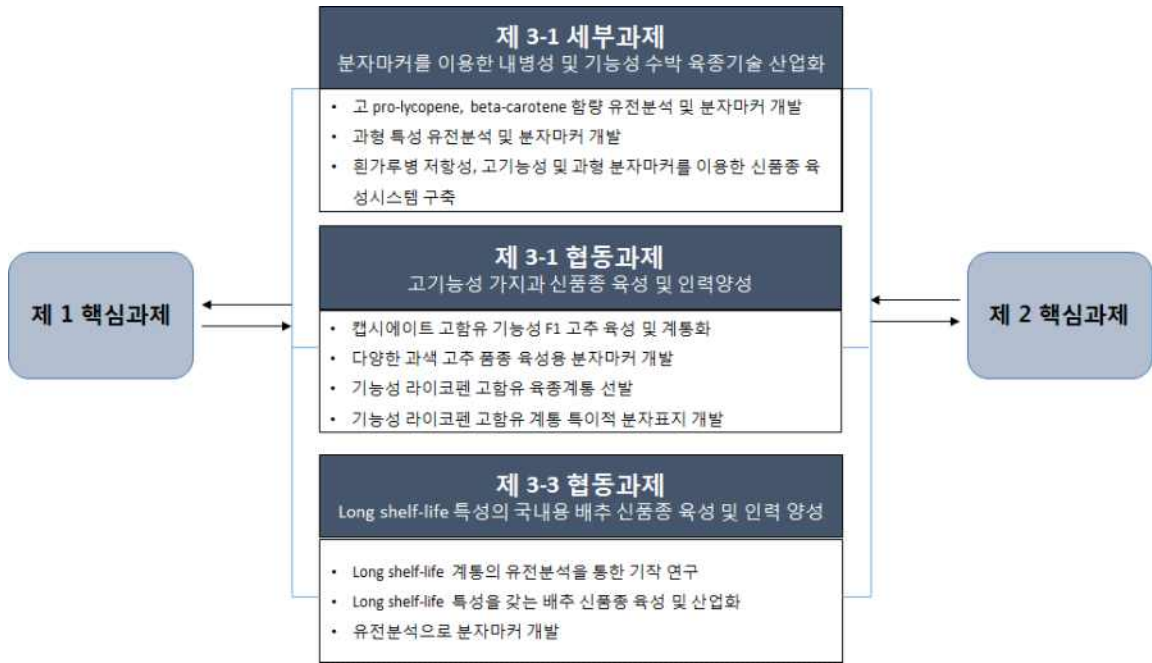 제 3-1 세부과제
분자마커를 이용한 내병성 및 기능성 수박 육종기술 산업화
• 고 pro-lycopene, beta-carotene 함량 유전분석 및 분자마커 개발
• 과형 특성 유전분석 및 분자마커 개발
• 흰가루병 저항성, 고기능성 및 과형 분자마커를 이용한 신품종 육
성시스템 구축
제 1 핵심과제
제 3-1 협동과제
고기능성 가지과 신품종 육성 및 인력양성
• 캡시에이트 고함유 기능성 F1 고추 육성 및 계통화
• 다양한 과색 고추 품종 육성용 분자마커 개발
• 기능성 라이코펜 고함유 육종계통 선발
• 기능성 라이코펜 고함유 계통 특이적 분자표지 개발
제 2 핵심과제
제 3-3 협동과제
Long shelf-life 특성의 국내용 배추 신품종 육성 및 인력 양성
• Long shelf-life 계통의 유전분석을 통한 기작 연구
• Long shelf-life 특성을 갖는 배추 신품종 육성 및 산업화
• 유전분석으로 분자마커 개발